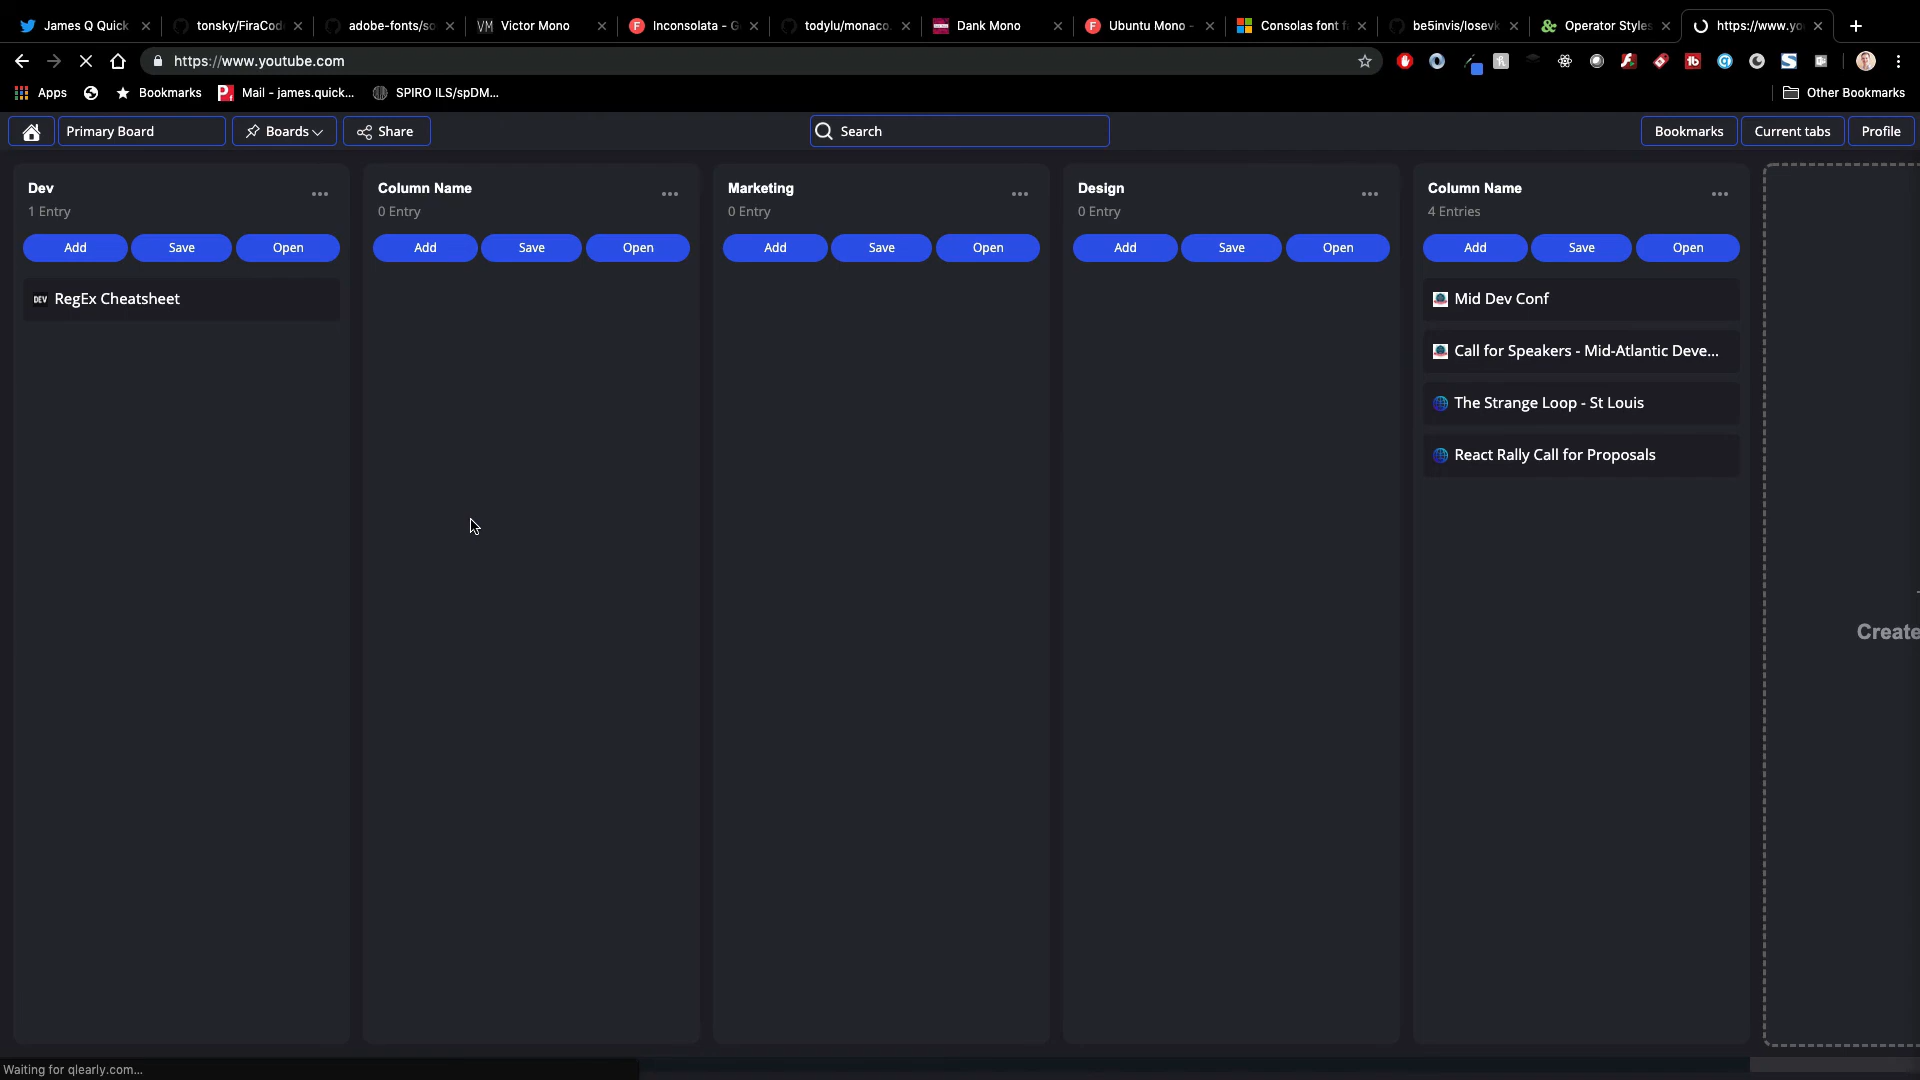 James Q Quick
tonsky/FiraCod
adobe-fonts/so
VM Victor Mono
Inconsolata - G
todylu/monaco.
Dank Mono
Ubuntu Mono -
Consolas font f
be5invis/Iosevk
Operator Styles
https://www.yo
https://www.youtube.com
Apps
Bookmarks
Mail - james.quick...
SPIRO ILS/spDM...
Other Bookmarks
Primary Board
Boards
Share
Search
Bookmarks
Current tabs
Profile
Dev
1 Entry
Add Save Open
DEV RegEx Cheatsheet
Column Name
0 Entry
Add Save Open
Marketing
0 Entry
Add Save Open
Design
0 Entry
Add Save Open
Column Name
4 Entries
Add Save Open
Mid Dev Conf
Call for Speakers - Mid-Atlantic Deve...
The Strange Loop - St Louis
React Rally Call for Proposals
Create
Waiting for qlearly.com...